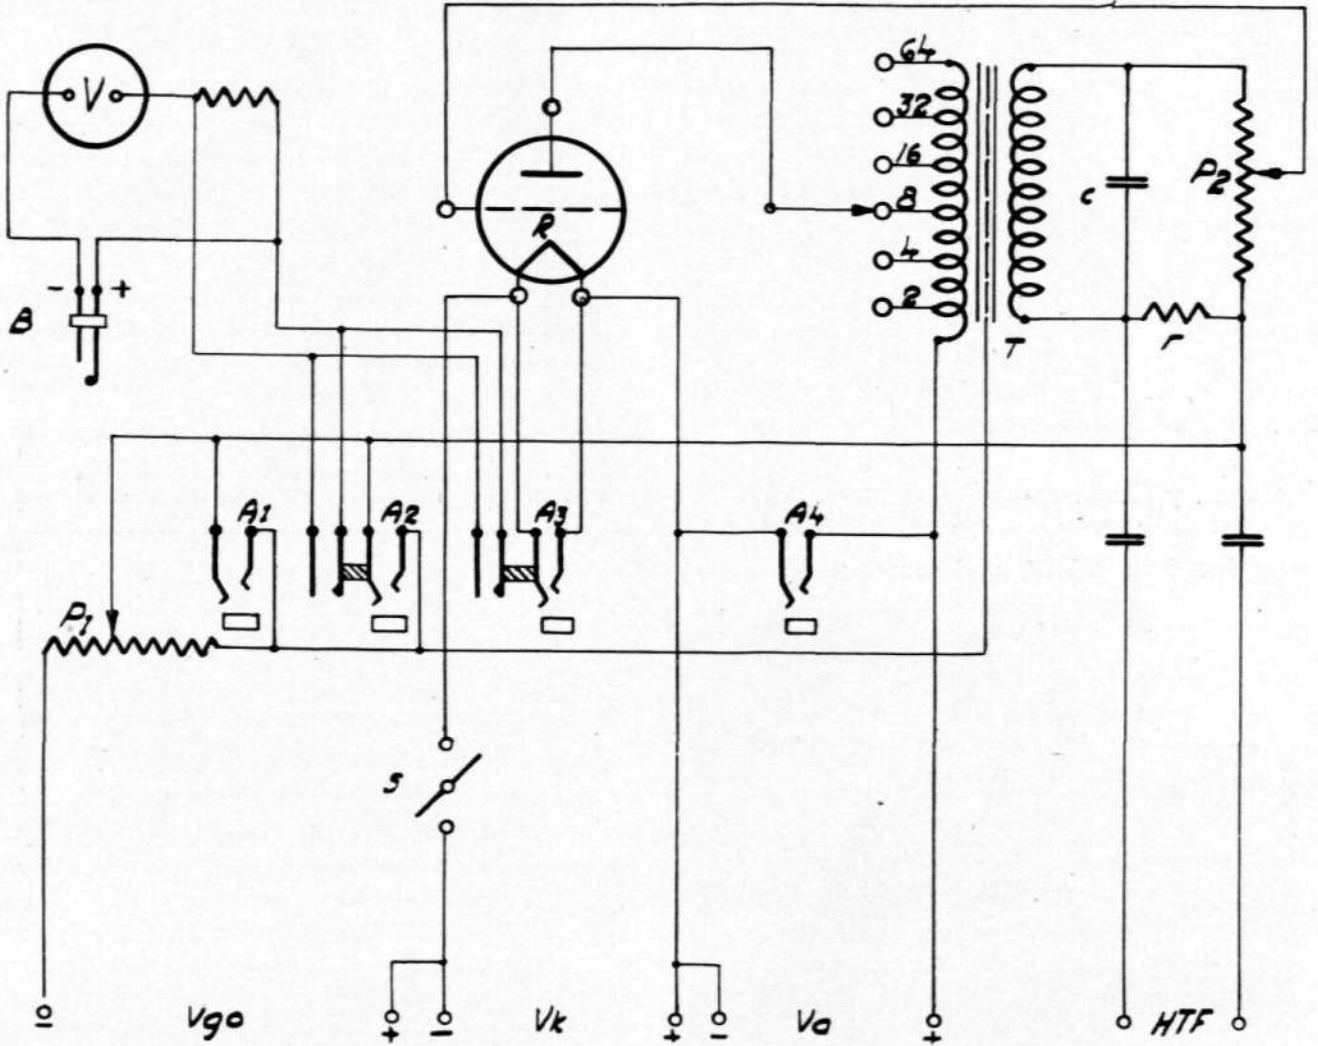 64
V
32
16
P2
c
8
R
4
- +
2
B
T
r
A1
A2
A3
A4
P1
S
- Vgo + - Vk + - Va + HTF